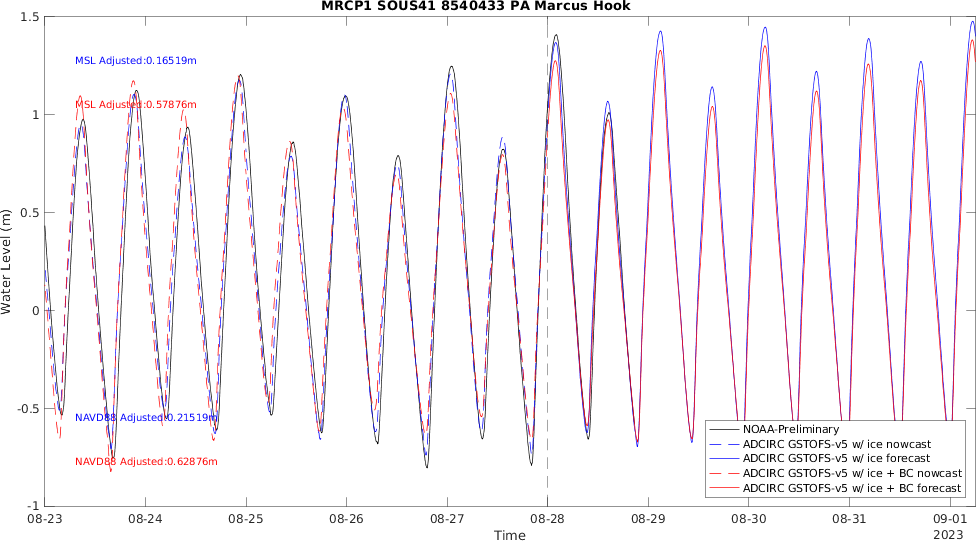 MRCP1 SOUS41 8540433 PA Marcus Hook
1.5
MSL Adjusted:0.16519m
1
MSL Adjusted:0.57876m
0.5
Water Level (m)
0
-0.5
NAVD88 Adjusted:0.21519m
NAVD88 Adjusted:0.62876m
-1
NOAA-Preliminary
ADCIRC GSTOFS-v5 w/ ice nowcast
ADCIRC GSTOFS-v5 w/ ice forecast
ADCIRC GSTOFS-v5 w/ ice + BC nowcast
ADCIRC GSTOFS-v5 w/ ice + BC forecast
08-23 08-24 08-25 08-26 08-27 08-28 08-29 08-30 08-31 09-01
2023
Time